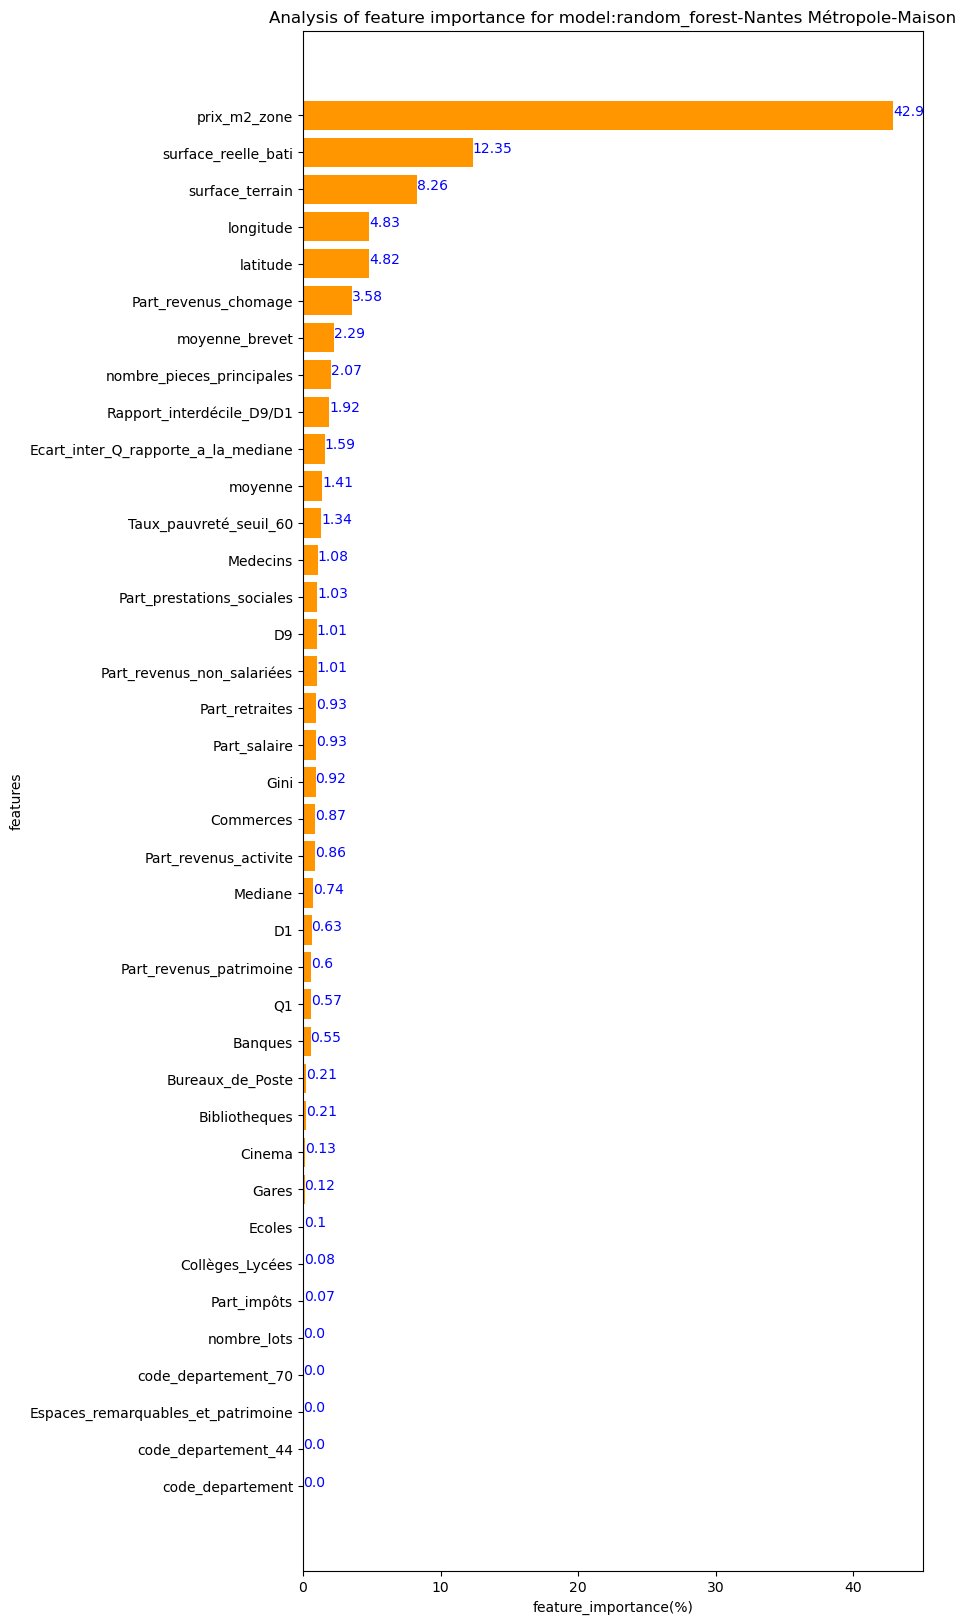 Analysis of feature importance for model:random_forest-Nantes Métropole-Maison
prix_m2_zone 42.9
surface_reelle_bati 12.35
surface_terrain 8.26
longitude 4.83
latitude 4.82
Part_revenus_chomage 3.58
moyenne_brevet 2.29
nombre_pieces_principales 2.07
Rapport_interdécile_D9/D1 1.92
Ecart_inter_Q_rapporte_a_la_mediane 1.59
moyenne 1.41
Taux_pauvreté_seuil_60 1.34
Medecins 1.08
Part_prestations_sociales 1.03
D9 1.01
Part_revenus_non_salariées 1.01
Part_retraites 0.93
Part_salaire 0.93
Gini 0.92
Commerces 0.87
Part_revenus_activite 0.86
Mediane 0.74
D1 0.63
Part_revenus_patrimoine 0.6
Q1 0.57
Banques 0.55
Bureaux_de_Poste 0.21
Bibliotheques 0.21
Cinema 0.13
Gares 0.12
Ecoles 0.1
Collèges_Lycées 0.08
Part_impôts 0.07
nombre_lots 0.0
code_departement_70 0.0
Espaces_remarquables_et_patrimoine 0.0
code_departement_44 0.0
code_departement 0.0
features
0 10 20 30 40
feature_importance(%)